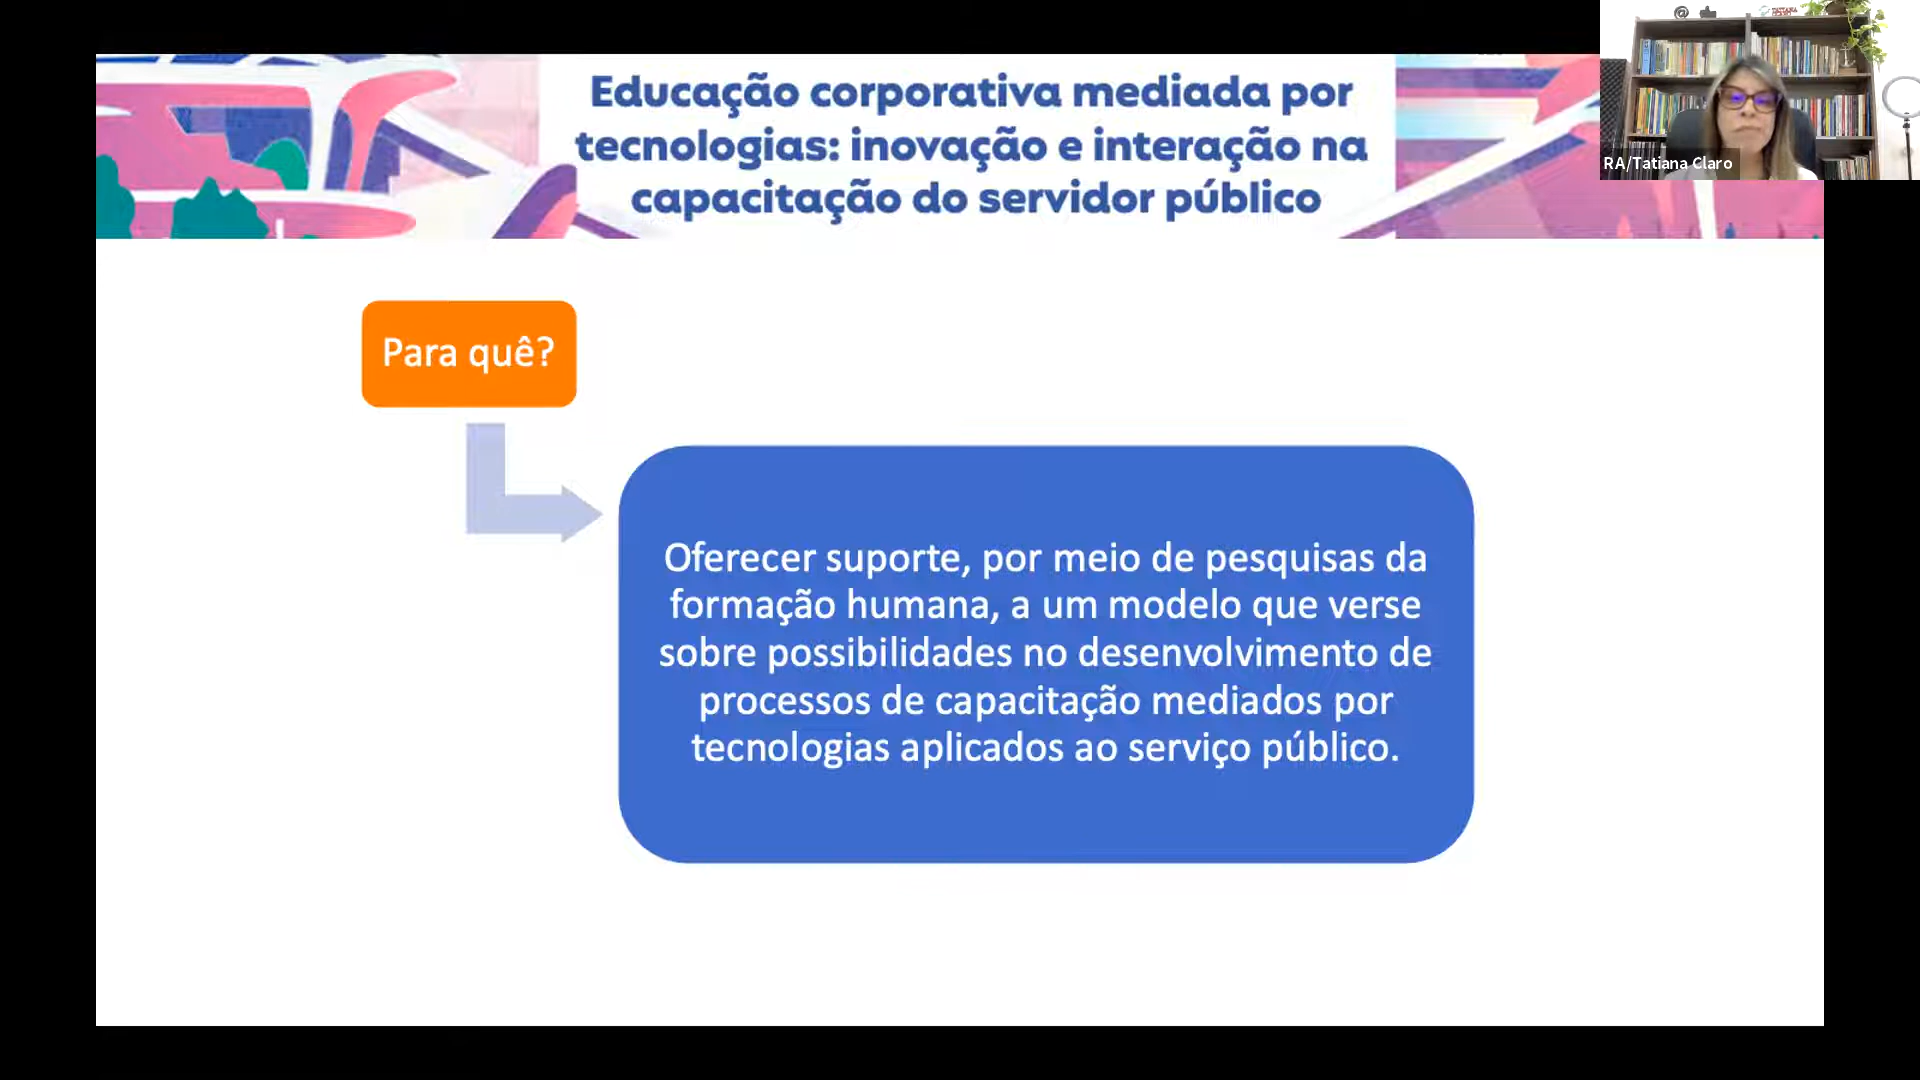 Educação corporativa mediada por
tecnologias: inovação e interação na
capacitação do servidor público
RA/Tatiana Claro
Para quê?
Oferecer suporte, por meio de pesquisas da
formação humana, a um modelo que verse
sobre possibilidades no desenvolvimento de
processos de capacitação mediados por
tecnologias aplicados ao serviço público.